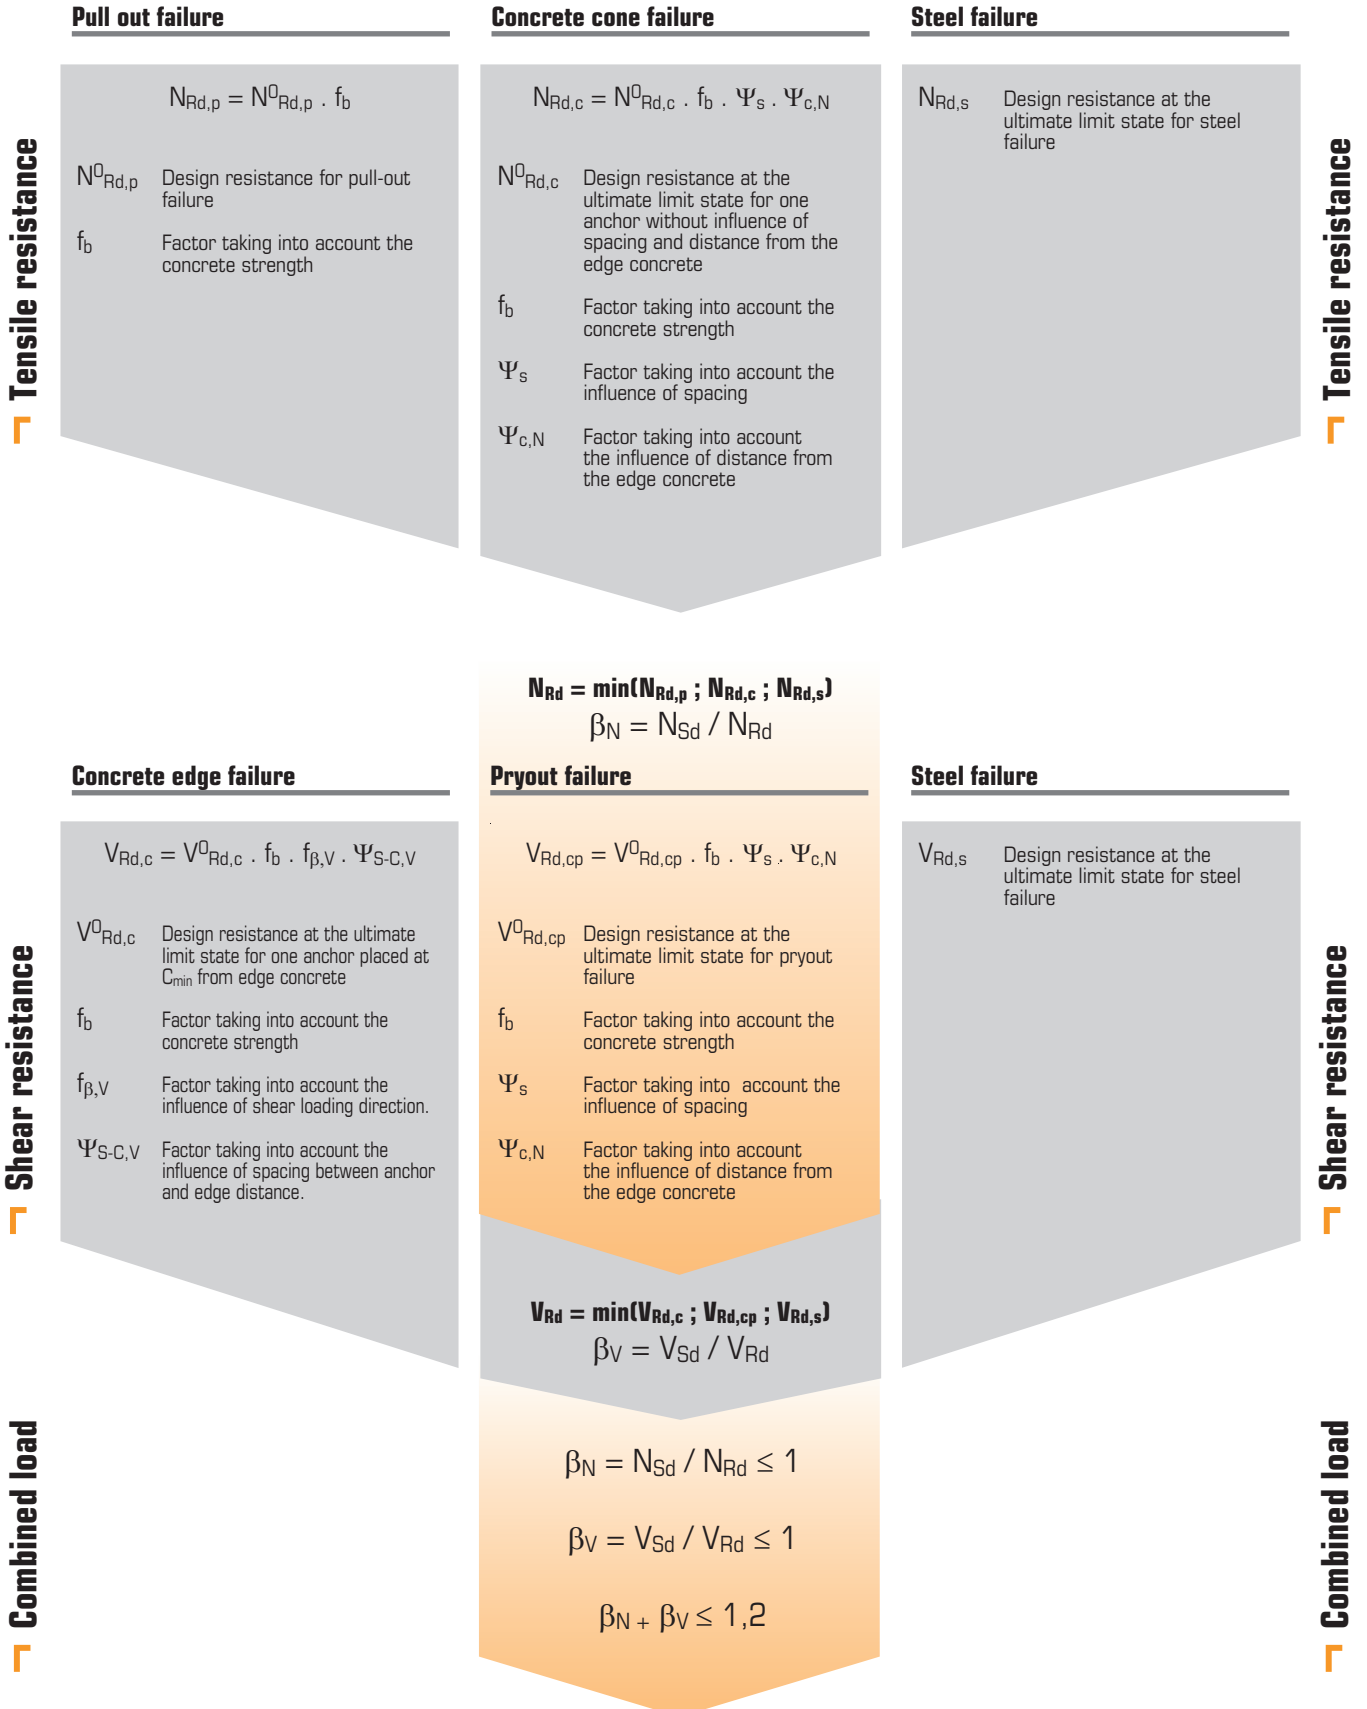 Pull out failure
N⁰Rd,p = N⁰Rd,p . fb
N⁰Rd,p Design resistance for pull-out
failure
fb Factor taking into account the
concrete strength
Concrete cone failure
NRd,c = N⁰Rd,c . fb . Ψs . Ψc,N
N⁰Rd,c Design resistance at the
ultimate limit state for one
anchor without influence of
spacing and distance from the
edge concrete
fb Factor taking into account the
concrete strength
Ψs Factor taking into account the
influence of spacing
Ψc,N Factor taking into account
the influence of distance from
the edge concrete
Steel failure
NRd,s Design resistance at the
ultimate limit state for steel
failure
Tensile resistance
Tensile resistance
NRd = min(NRd,p ; NRd,c ; NRd,s)
βN = NSd / NRd
Concrete edge failure
VRd,c = V⁰Rd,c . fb . fβ,V . ΨS-C,V
V⁰Rd,c Design resistance at the ultimate
limit state for one anchor placed at
Cmin from edge concrete
fb Factor taking into account the
concrete strength
fβ,V Factor taking into account the
influence of shear loading direction.
ΨS-C,V Factor taking into account the
influence of spacing between anchor
and edge distance.
Pryout failure
VRd,cp = V⁰Rd,cp . fb . Ψs . Ψc,N
V⁰Rd,cp Design resistance at the
ultimate limit state for pryout
failure
fb Factor taking into account the
concrete strength
Ψs Factor taking into account the
influence of spacing
Ψc,N Factor taking into account
the influence of distance from
the edge concrete
Steel failure
VRd,s Design resistance at the
ultimate limit state for steel
failure
Shear resistance
Shear resistance
VRd = min(VRd,c ; VRd,cp ; VRd,s)
βV = VSd / VRd
Combined load
Combined load
βN = NSd / NRd ≤ 1
βV = VSd / VRd ≤ 1
βN + βV ≤ 1,2